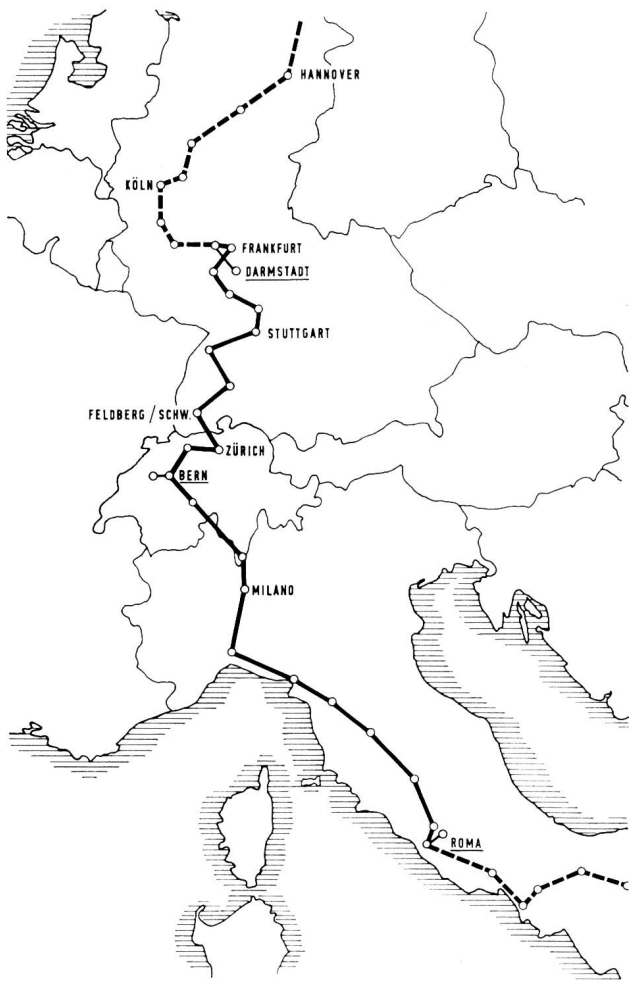 HANNOVER
KÖLN
FRANKFURT
DARMSTADT
STUTTGART
FELDBERG / SCHW.
ZÜRICH
BERN
MILANO
ROMA